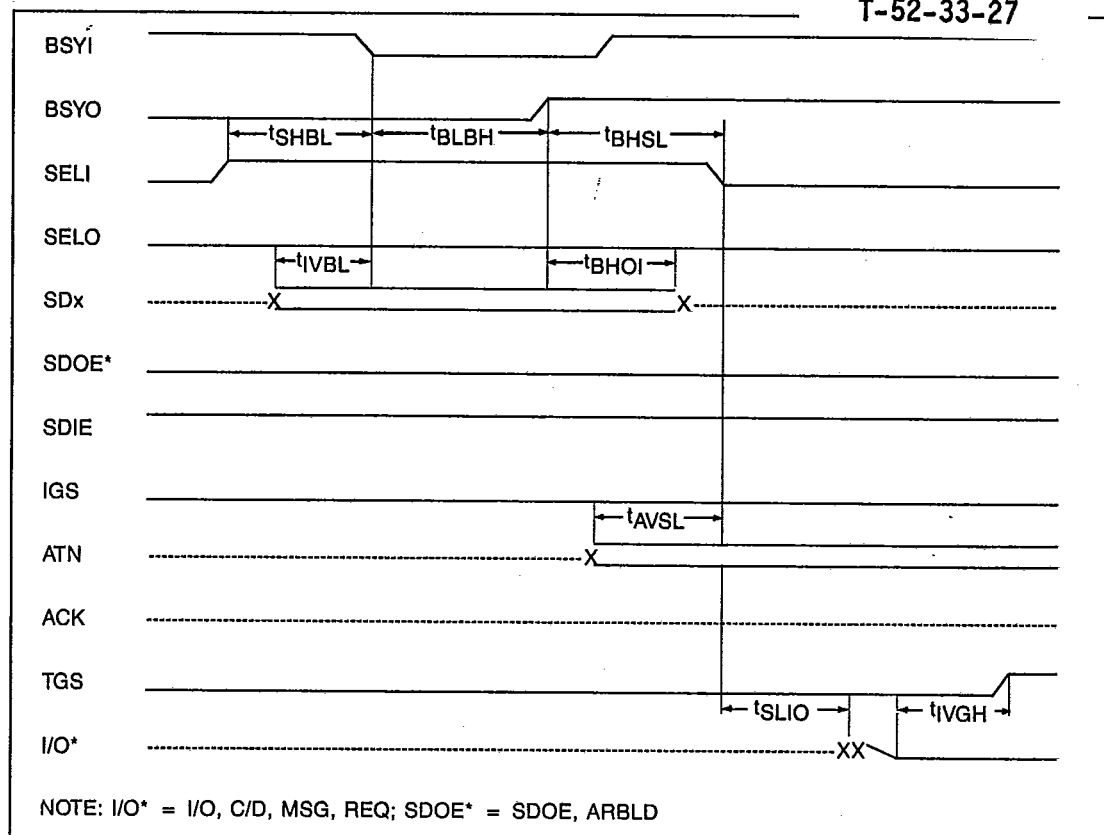 T-52-33-27
BSYI
BSYO
tSHBL tBLBH tBHSL
SELI
SELO
tIVBL tBHOI
SDx
X X
SDOE*
SDIE
IGS
tAVSL
ATN
X
ACK
TGS
tSLIO tIVGH
I/O*
XX
NOTE: I/O* = I/O, C/D, MSG, REQ; SDOE* = SDOE, ARBLD